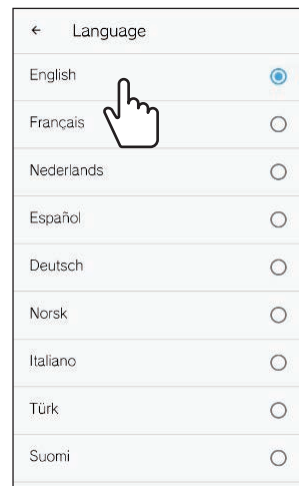 ← Language
English
Français
Nederlands
Español
Deutsch
Norsk
Italiano
Türk
Suomi